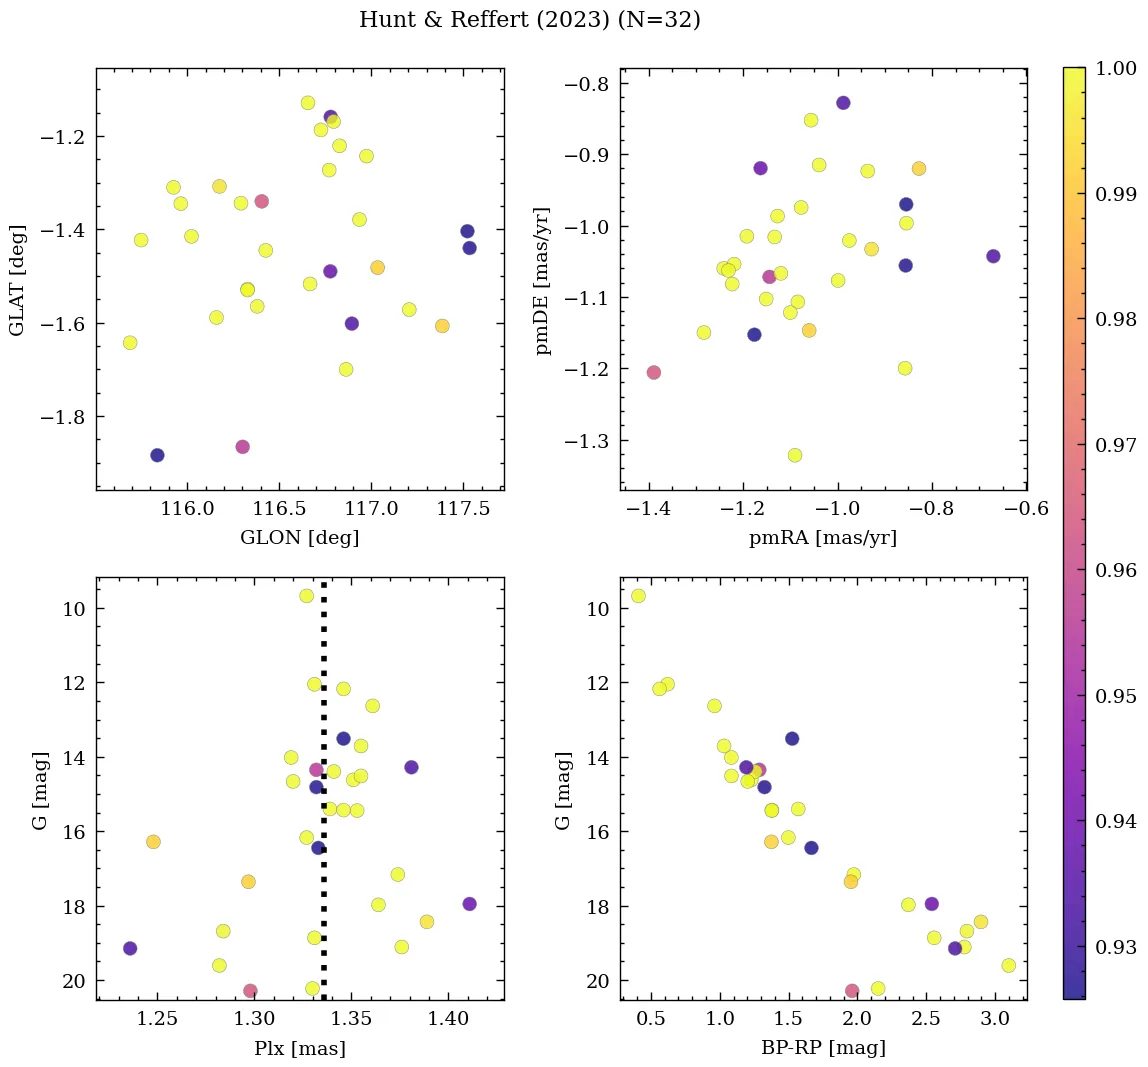 Hunt & Reffert (2023) (N=32)
−1.2
−1.4
−1.6
−1.8
GLAT [deg]
116.0 116.5 117.0 117.5
GLON [deg]
−0.8
−0.9
−1.0
−1.1
−1.2
−1.3
pmDE [mas/yr]
−1.4 −1.2 −1.0 −0.8 −0.6
pmRA [mas/yr]
10
12
14
16
18
20
G [mag]
1.25 1.30 1.35 1.40
Plx [mas]
10
12
14
16
18
20
G [mag]
0.5 1.0 1.5 2.0 2.5 3.0
BP-RP [mag]
1.00
0.99
0.98
0.97
0.96
0.95
0.94
0.93